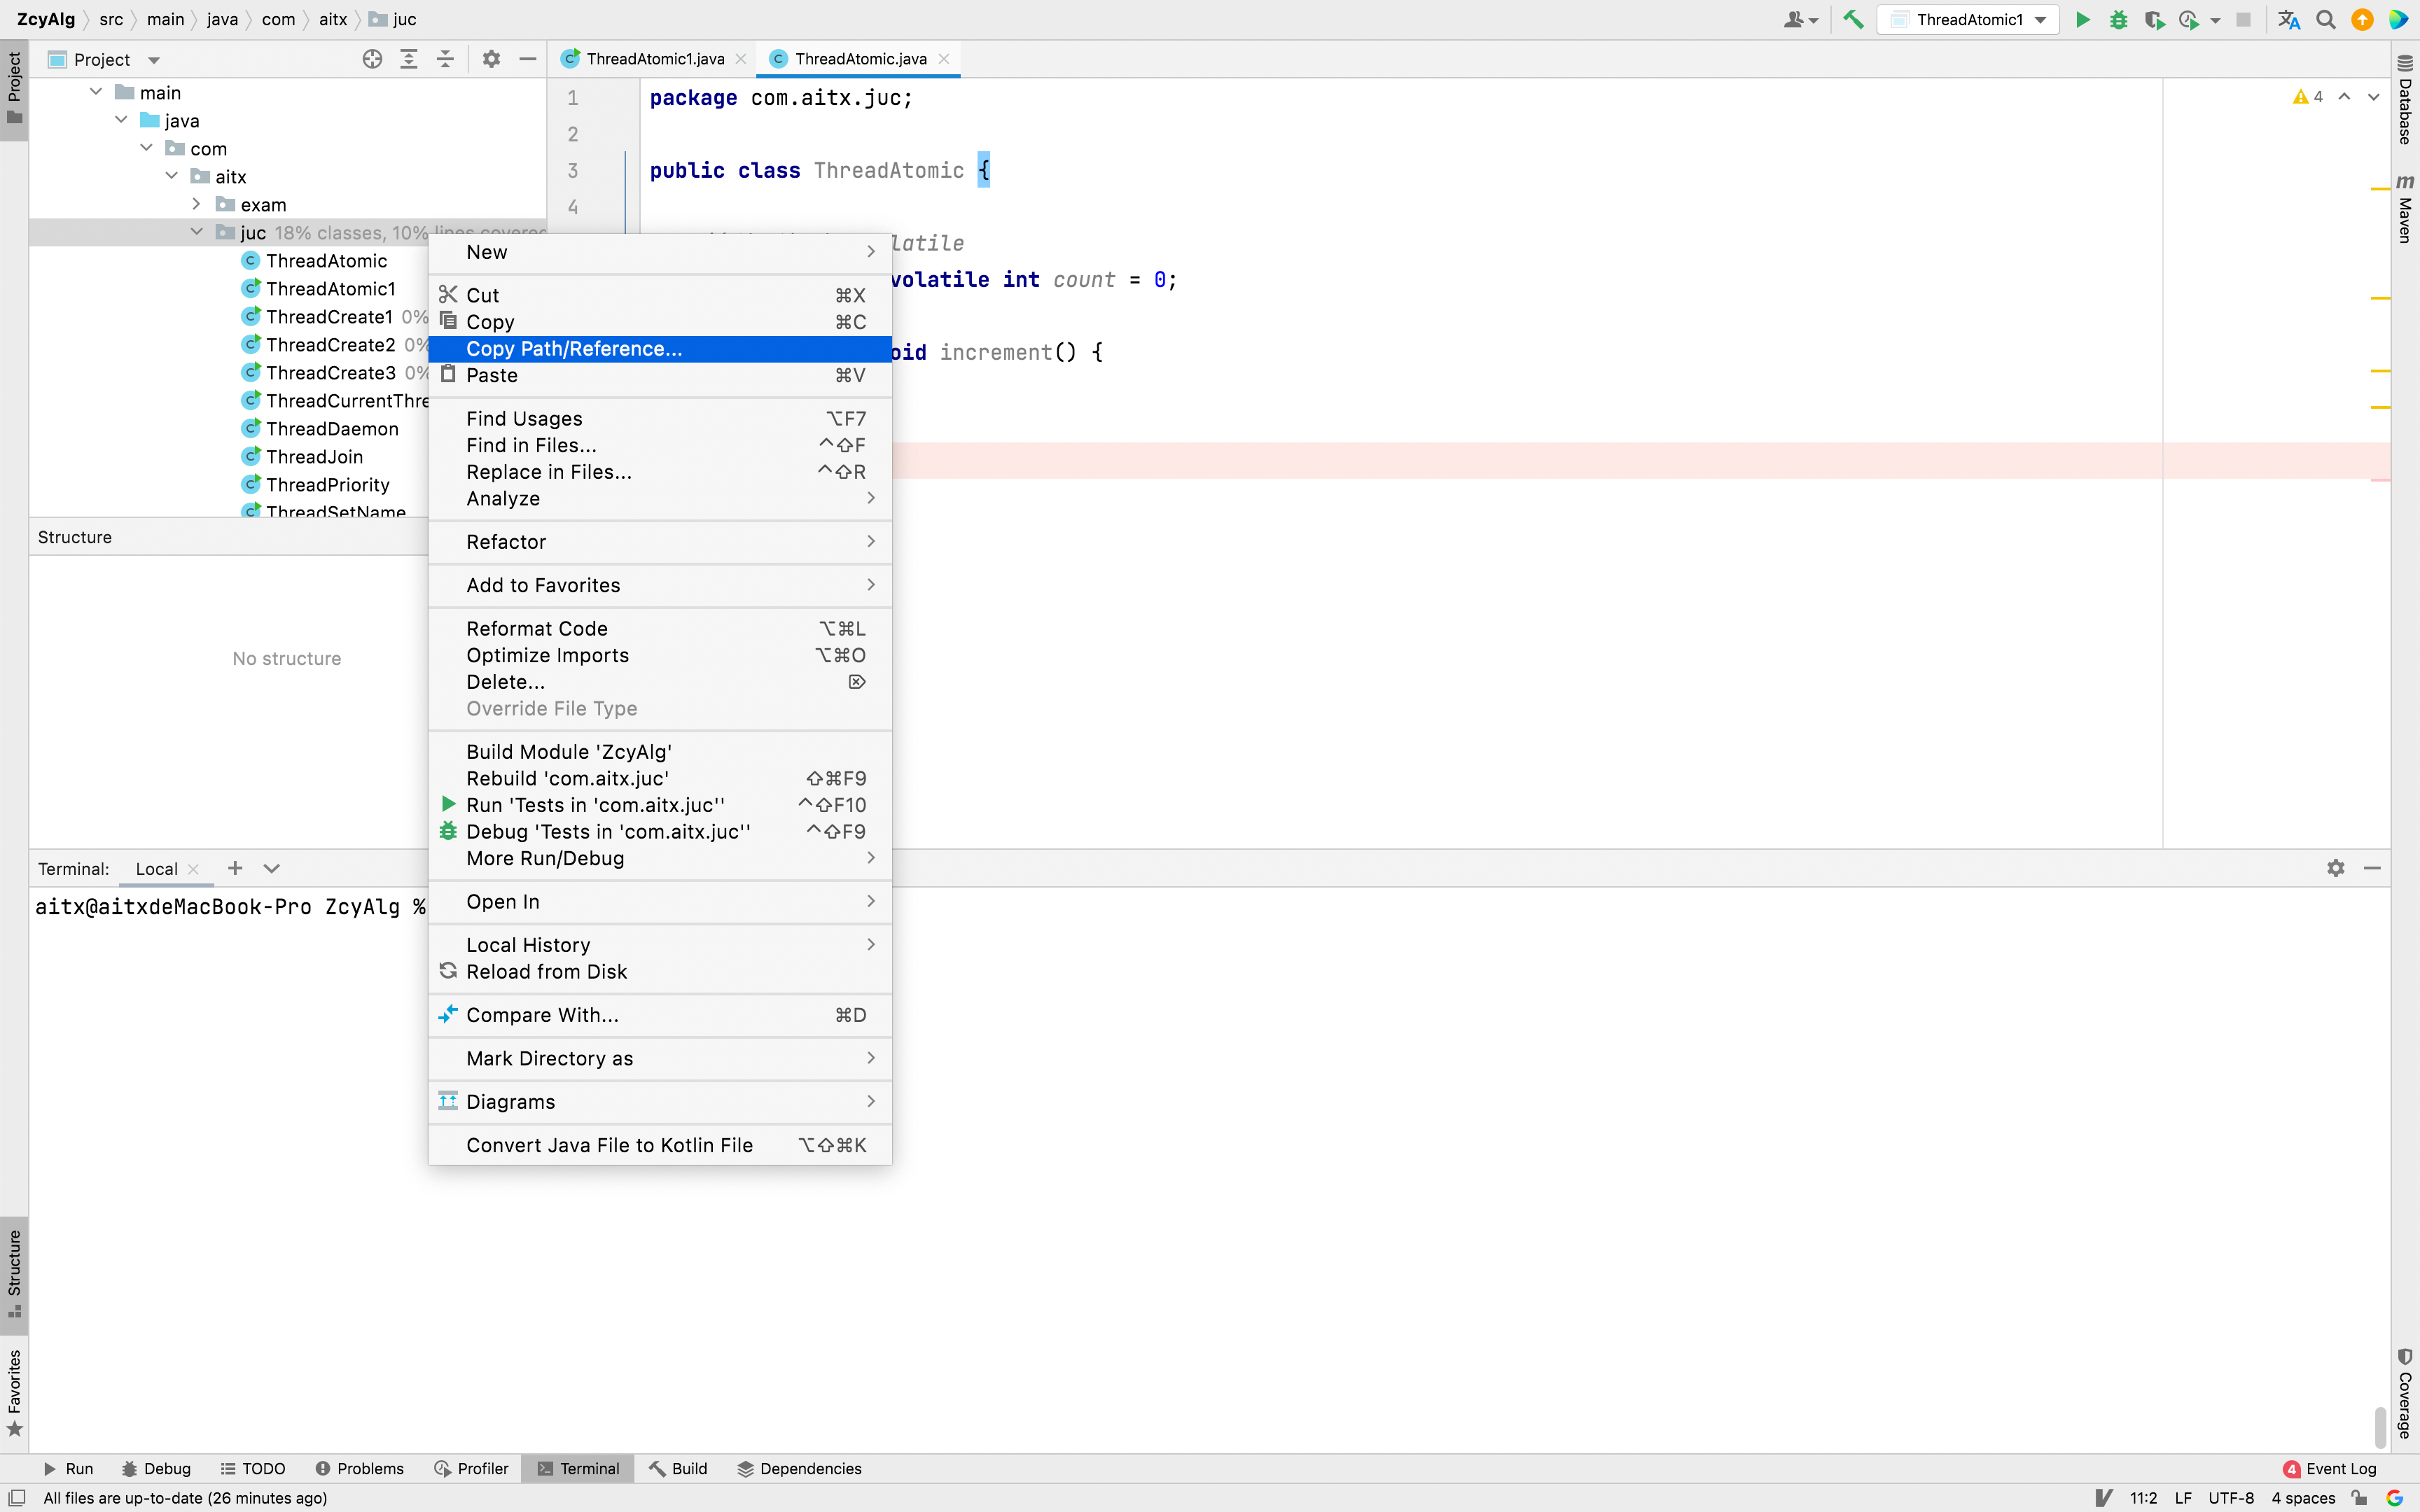 ZcyAlg src main java com aitx juc
ThreadAtomic1
Project
ThreadAtomic1.java
ThreadAtomic.java
Project
main
java
com
aitx
exam
juc 18% classes, 10% lines covered
ThreadAtomic
ThreadAtomic1
ThreadCreate1 0%
ThreadCreate2 0%
ThreadCreate3 0%
ThreadCurrentThre
ThreadDaemon
ThreadJoin
ThreadPriority
ThreadSetName
Structure
No structure
1 package com.aitx.juc;
2
3 public class ThreadAtomic {
4
latile
volatile int count = 0;
oid increment() {
4
New
Cut ⌘X
Copy ⌘C
Copy Path/Reference...
Paste ⌘V
Find Usages ⌥F7
Find in Files... ^⇧F
Replace in Files... ^⇧R
Analyze
Refactor
Add to Favorites
Reformat Code ⌥⌘L
Optimize Imports ⌥⌘O
Delete... ⌦
Override File Type
Build Module 'ZcyAlg'
Rebuild 'com.aitx.juc' ⇧⌘F9
Run 'Tests in 'com.aitx.juc'' ^⇧F10
Debug 'Tests in 'com.aitx.juc'' ^⇧F9
More Run/Debug
Open In
Local History
Reload from Disk
Compare With... ⌘D
Mark Directory as
Diagrams
Convert Java File to Kotlin File ⌥⇧⌘K
Terminal: Local
aitx@aitxdeMacBook-Pro ZcyAlg %
Structure
Favorites
Database
Maven
Coverage
Run Debug TODO Problems Profiler Terminal Build Dependencies
4 Event Log
All files are up-to-date (26 minutes ago)
11:2 LF UTF-8 4 spaces